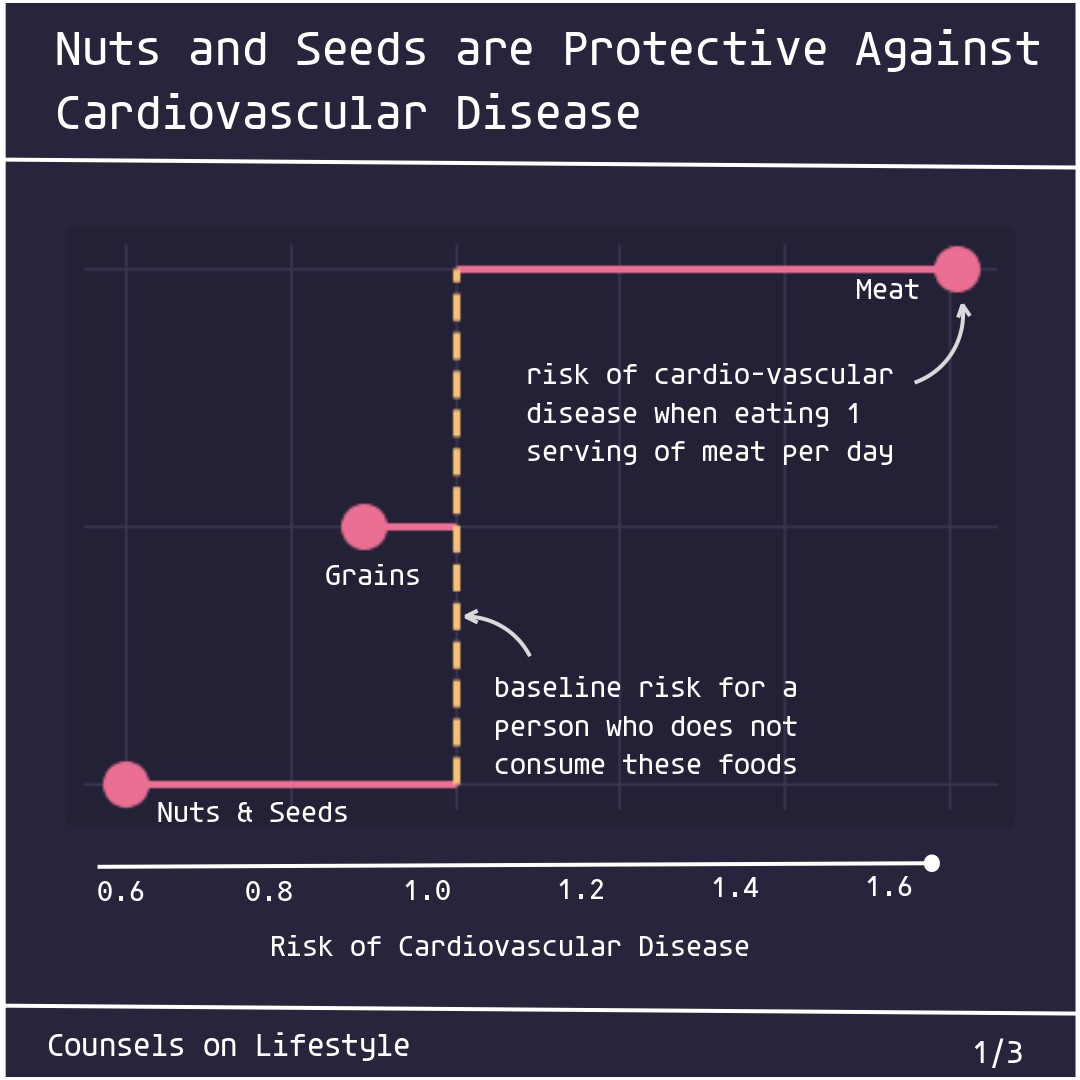 Nuts and Seeds are Protective Against
Cardiovascular Disease
Meat
risk of cardio-vascular
disease when eating 1
serving of meat per day
Grains
baseline risk for a
person who does not
consume these foods
Nuts & Seeds
0.6 0.8 1.0 1.2 1.4 1.6
Risk of Cardiovascular Disease
Counsels on Lifestyle
1/3